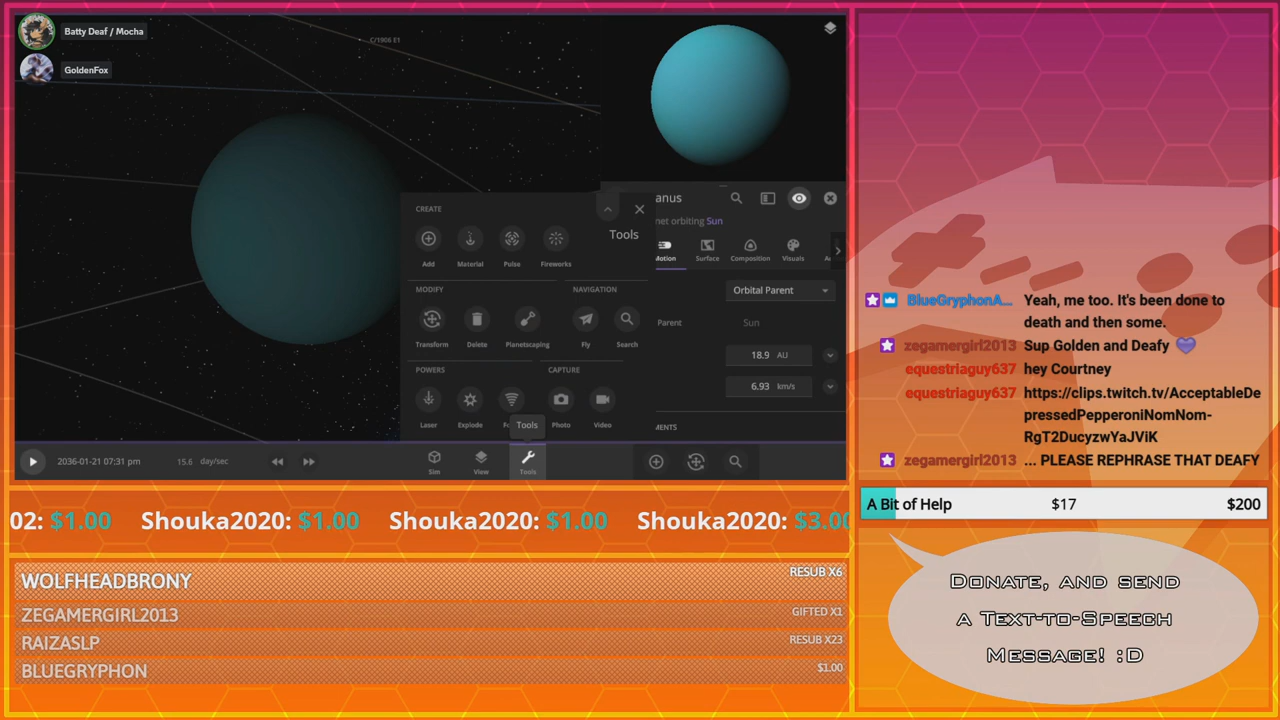 Batty Deaf / Mocha
GoldenFox
C/1906 E1
CREATE
Tools
Add
Material
Pulse
Fireworks
MODIFY
NAVIGATION
Transform
Delete
Planetscaping
Fly
Search
POWERS
CAPTURE
Laser
Explode
Photo
Video
Tools
anus
net orbiting Sun
Motion
Surface
Composition
Visuals
Orbital Parent
Parent
Sun
18.9 AU
6.93 km/s
MENTS
2036-01-21 07:31 pm
15.6 day/sec
Sim
View
Tools
BlueGryphonA... Yeah, me too. It's been done to
death and then some.
zegamergirl2013 Sup Golden and Deafy
equestriaguy637 hey Courtney
equestriaguy637 https://clips.twitch.tv/AcceptableDe
pressedPepperoniNomNom-
RgT2DucyzwYaJViK
zegamergirl2013 ... PLEASE REPHRASE THAT DEAFY
A Bit of Help $17 $200
02: $1.00 Shouka2020: $1.00 Shouka2020: $1.00 Shouka2020: $3.00
WOLFHEADBRONY RESUB X6
ZEGAMERGIRL2013 GIFTED X1
RAIZASLP RESUB X23
BLUEGRYPHON $1.00
Donate, and send
a Text-to-Speech
Message! :D